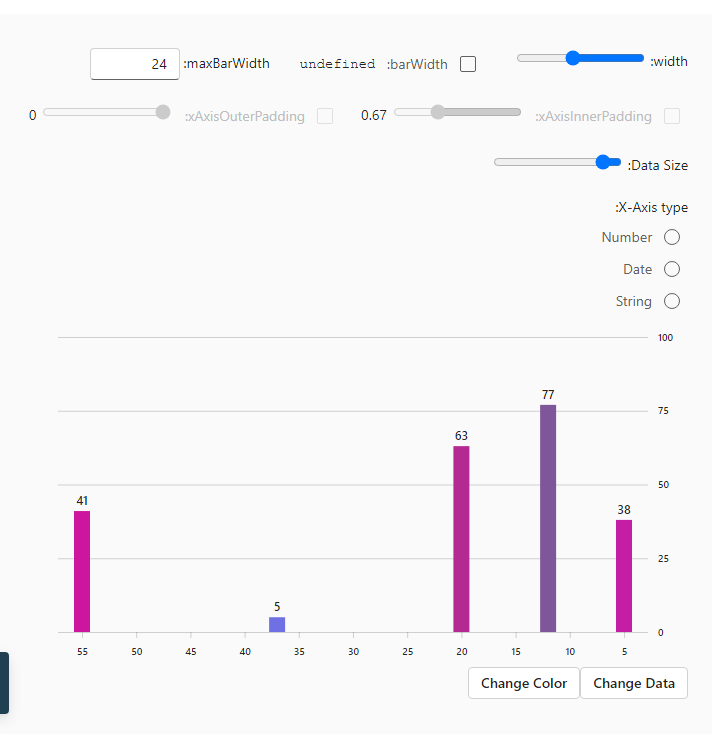 :width
:barWidth undefined
:maxBarWidth 24
:xAxisInnerPadding 0.67
:xAxisOuterPadding 0
:Data Size
:X-Axis type
Number
Date
String
100
75
50
25
0
41
5
63
77
38
55 50 45 40 35 30 25 20 15 10 5
Change Color Change Data